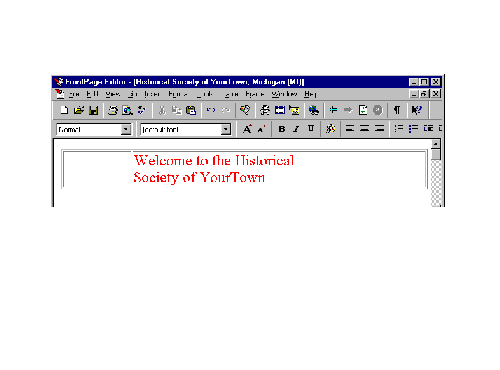 FrontPage Editor - [Historical Society of YourTown, Michigan (MI)]
File Edit View Go Insert Format Tools Table Frame Window Help
Normal (default font)
B I U
Welcome to the Historical
Society of YourTown